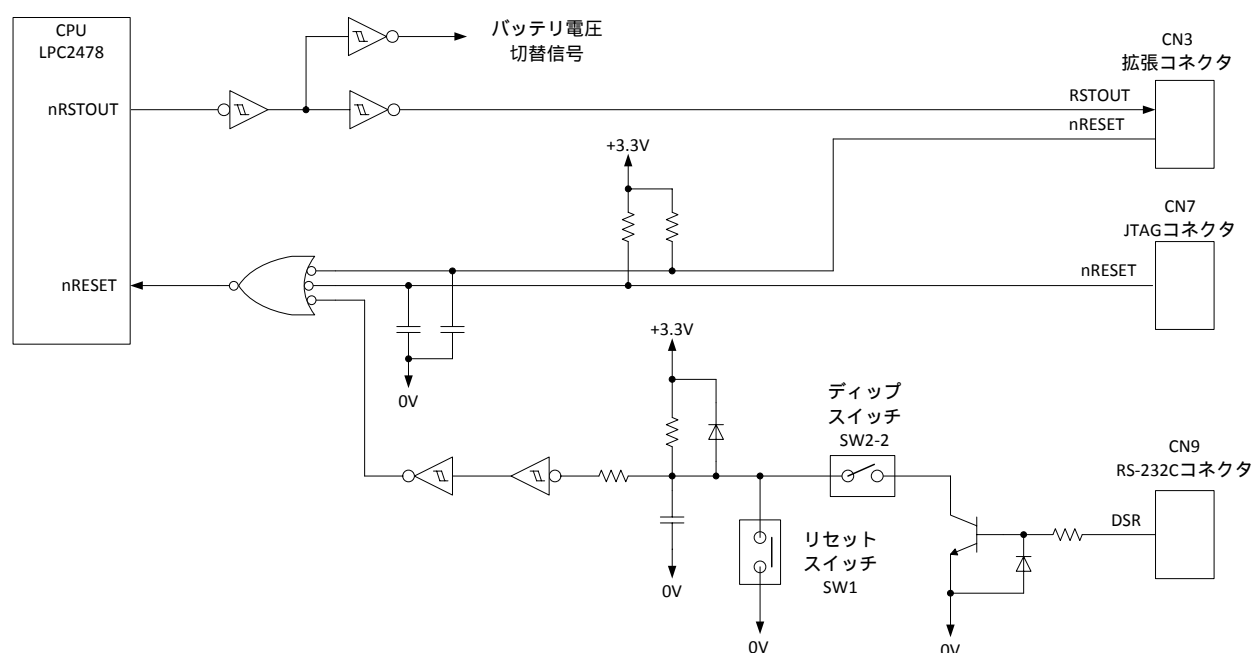 CPU
LPC2478
バッテリ電圧
切替信号
CN3
拡張コネクタ
nRSTOUT
RSTOUT
nRESET
+3.3V
CN7
JTAGコネクタ
nRESET
nRESET
+3.3V
0V
ディップ
スイッチ
SW2-2
CN9
RS-232Cコネクタ
DSR
リセット
スイッチ
SW1
0V
0V
0V